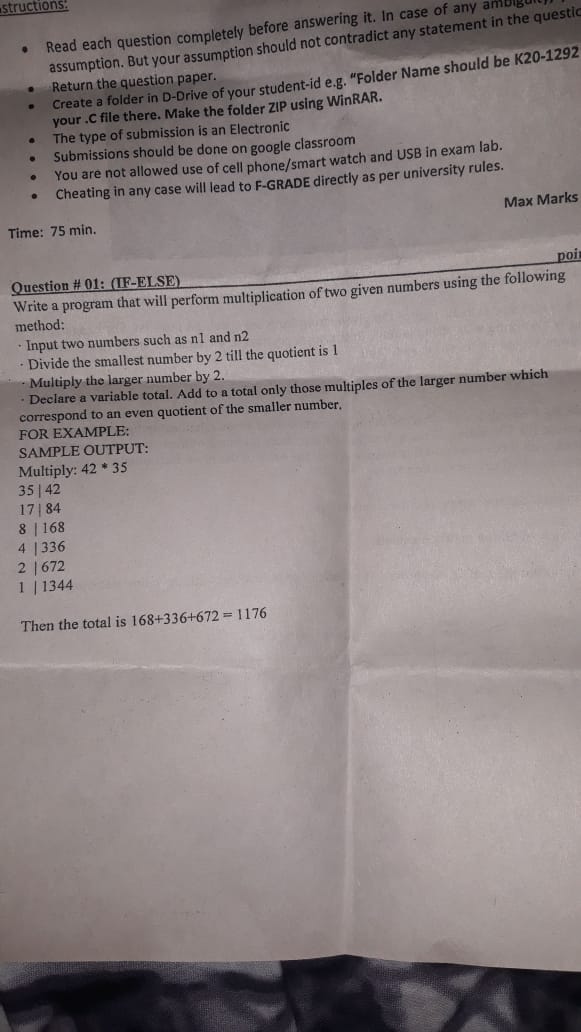 structions:
• Read each question completely before answering it. In case of any
assumption. But your assumption should not contradict any statement in the
• Return the question paper.
• Create a folder in D-Drive of your student-id e.g. "Folder Name should be K20-1292
your .C file there. Make the folder ZIP using WinRAR.
• The type of submission is an Electronic
• Submissions should be done on google classroom
• You are not allowed use of cell phone/smart watch and USB in exam lab.
• Cheating in any case will lead to F-GRADE directly as per university rules.
Max Marks
Time: 75 min.
poi
Question # 01: (IF-ELSE)
Write a program that will perform multiplication of two given numbers using the following
method:
· Input two numbers such as n1 and n2
· Divide the smallest number by 2 till the quotient is 1
· Multiply the larger number by 2.
· Declare a variable total. Add to a total only those multiples of the larger number which
correspond to an even quotient of the smaller number.
FOR EXAMPLE:
SAMPLE OUTPUT:
Multiply: 42 * 35
35 | 42
17 | 84
8 | 168
4 | 336
2 | 672
1 | 1344
Then the total is 168+336+672 = 1176